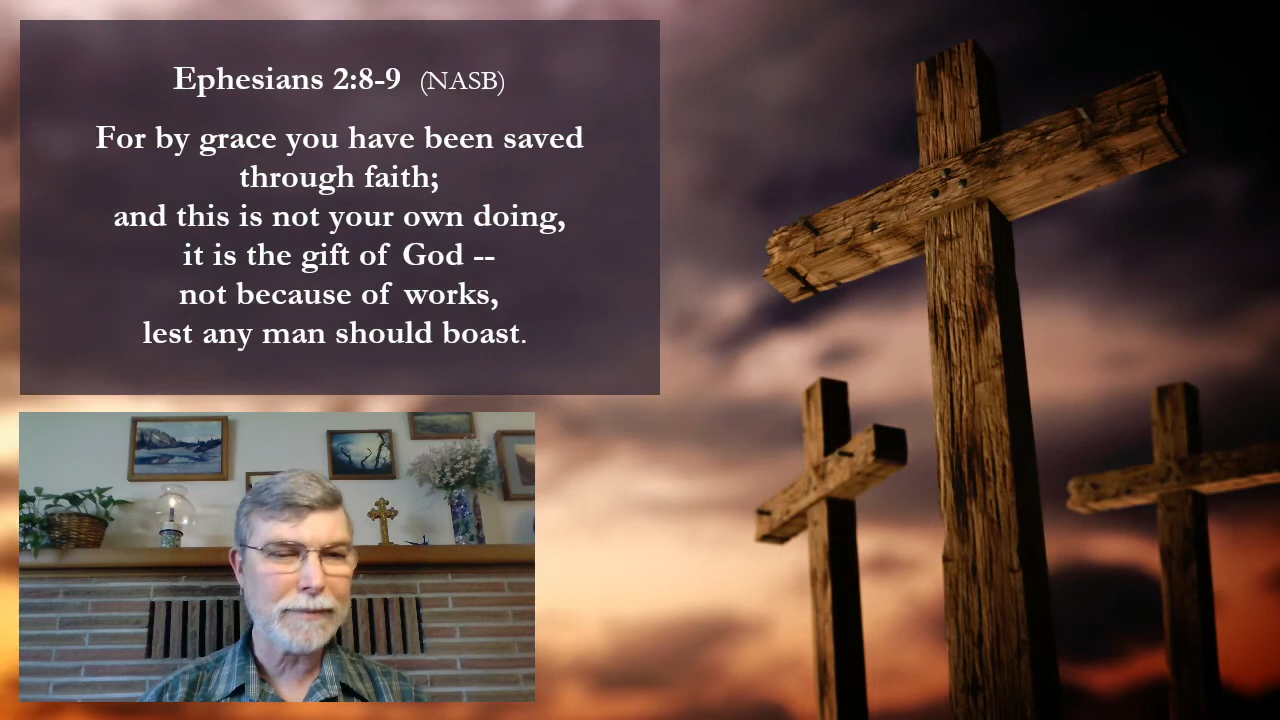 Ephesians 2:8-9 (NASB)
For by grace you have been saved
through faith;
and this is not your own doing,
it is the gift of God --
not because of works,
lest any man should boast.